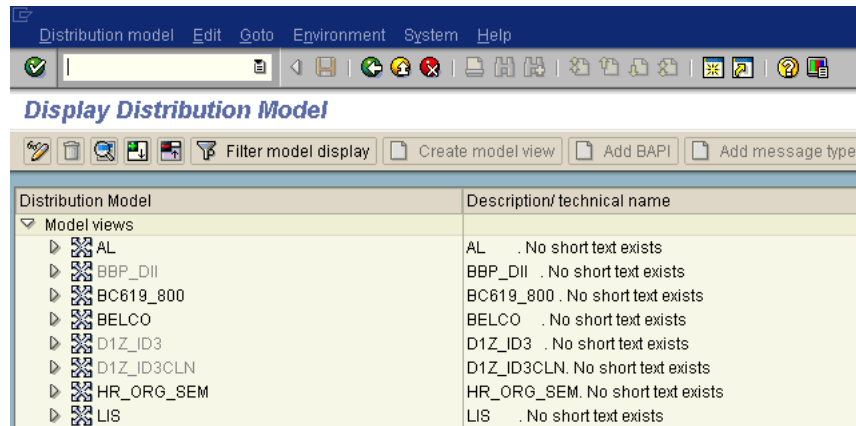 Distribution model Edit Goto Environment System Help
Display Distribution Model
Filter model display Create model view Add BAPI Add message type
Distribution Model Description/ technical name
Model views
AL AL . No short text exists
BBP_DII BBP_DII . No short text exists
BC619_800 BC619_800 . No short text exists
BELCO BELCO . No short text exists
D1Z_ID3 D1Z_ID3 . No short text exists
D1Z_ID3CLN D1Z_ID3CLN. No short text exists
HR_ORG_SEM HR_ORG_SEM. No short text exists
LIS LIS . No short text exists